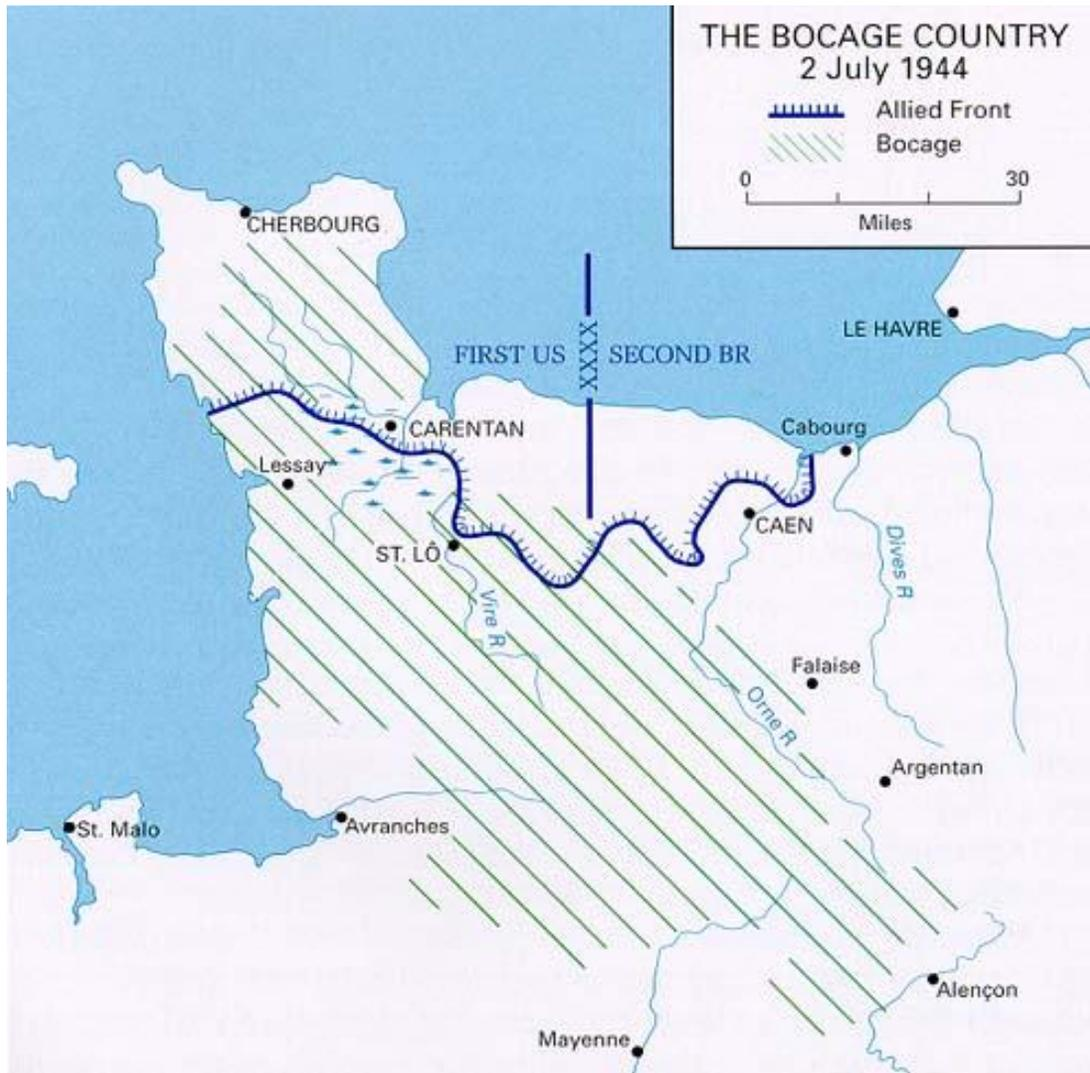 THE BOCAGE COUNTRY
2 July 1944
Allied Front
Bocage
0 30
Miles
CHERBOURG
LE HAVRE
FIRST US XXXX SECOND BR
CARENTAN
Cabourg
Lessay
CAEN
ST. LÔ
Dives R
Vire R
Falaise
Orne R
Argentan
St. Malo
Avranches
Alençon
Mayenne